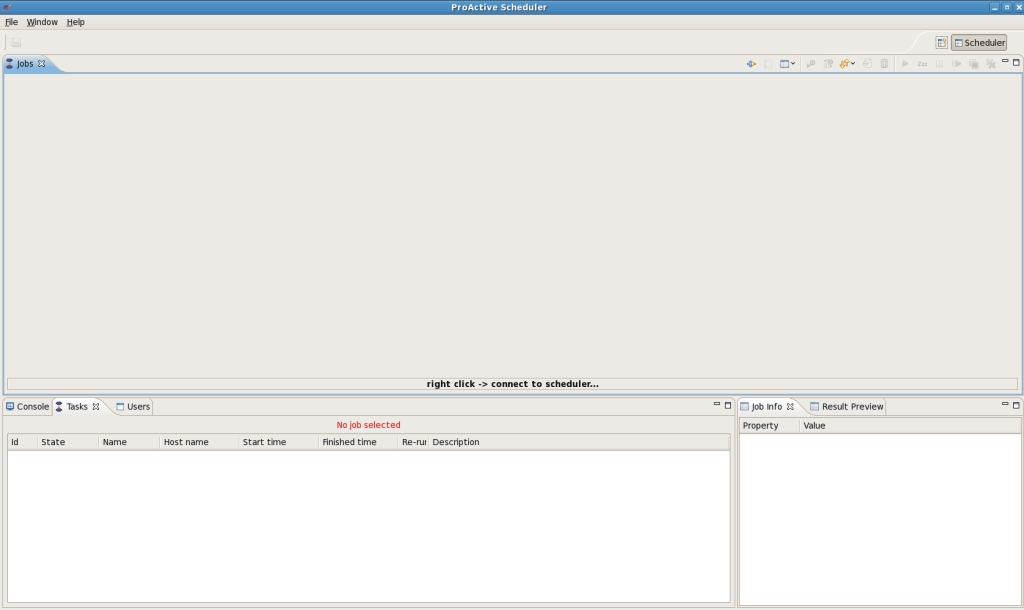 ProActive Scheduler
File Window Help
Scheduler
Jobs
right click -> connect to scheduler...
Console Tasks Users
Job Info Result Preview
No job selected
Property Value
Id State Name Host name Start time Finished time Re-rur Description